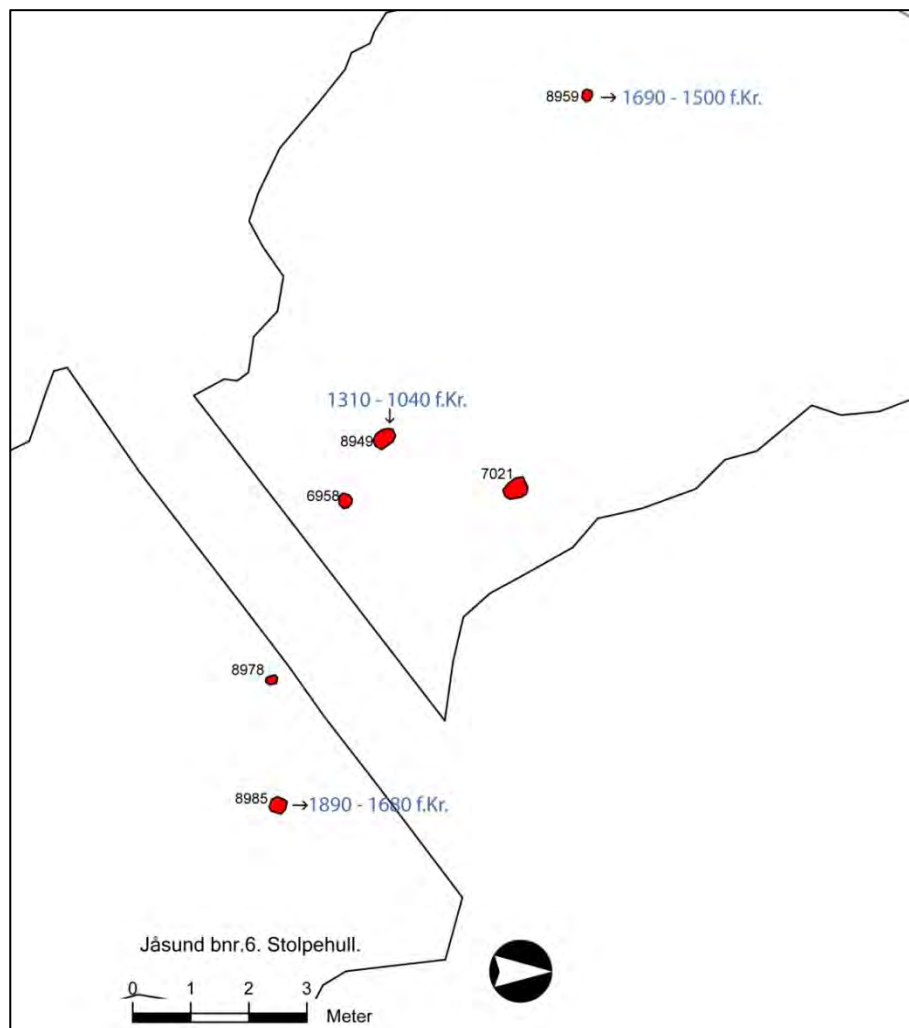 8959 → 1690 - 1500 f.Kr.
1310 - 1040 f.Kr.
↓
8949
7021
6958
8978
8985 →1890 - 1680 f.Kr.
Jåsund bnr.6. Stolpehull.
0 1 2 3
Meter